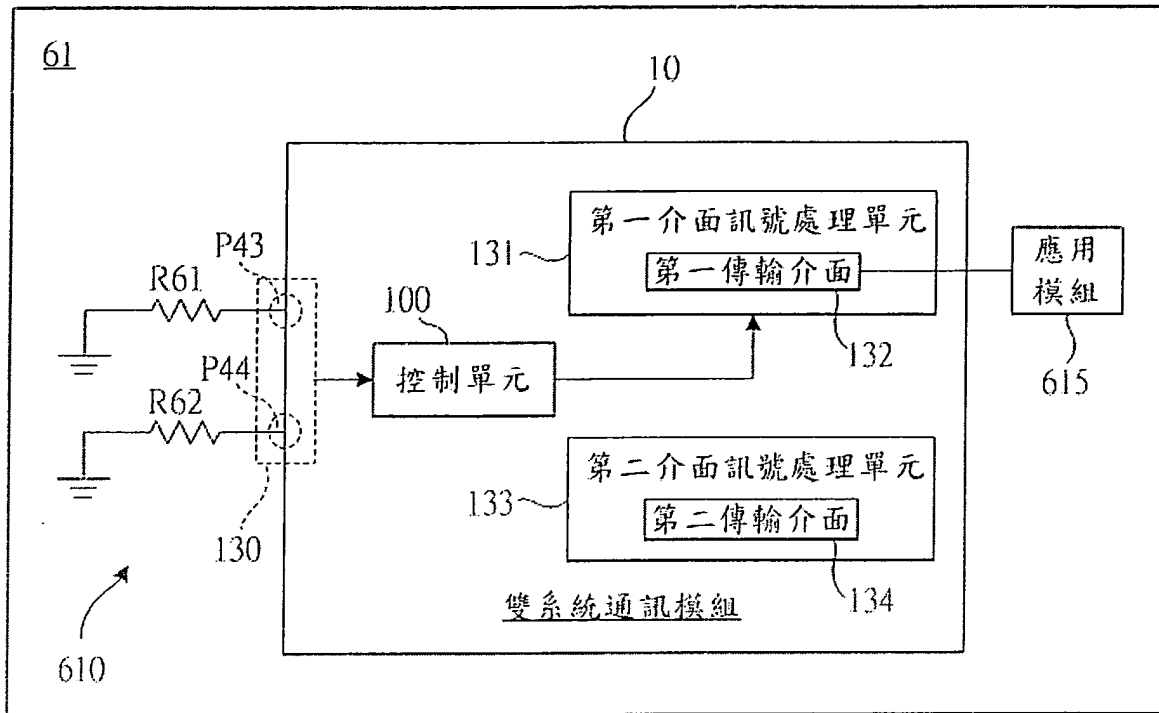 61
10
第一介面訊號處理單元
131
第一傳輸介面
132
應用
模組
615
P43
R61
100
控制單元
P44
R62
130
第二介面訊號處理單元
133
第二傳輸介面
134
雙系統通訊模組
610